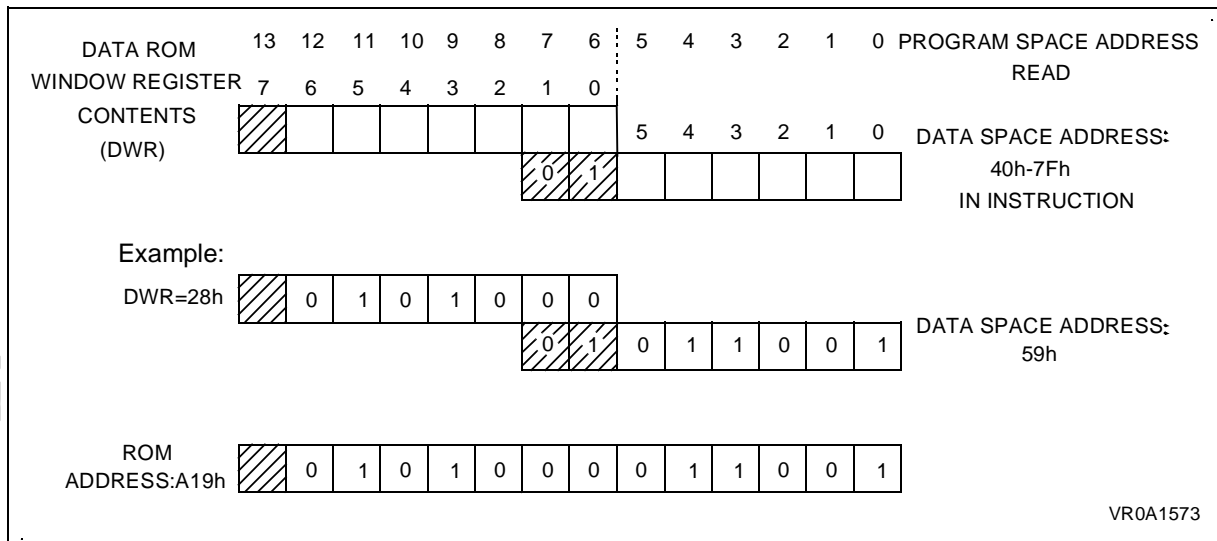 DATA ROM 13 12 11 10 9 8 7 6 5 4 3 2 1 0 PROGRAM SPACE ADDRESS
READ
WINDOW REGISTER 7 6 5 4 3 2 1 0
CONTENTS
(DWR)
5 4 3 2 1 0 DATA SPACE ADDRESS:
0 1 40h-7Fh
IN INSTRUCTION
Example:
DWR=28h 0 1 0 1 0 0 0
0 1 0 1 1 0 0 1 DATA SPACE ADDRESS:
59h
ROM
ADDRESS:A19h 0 1 0 1 0 0 0 0 1 1 0 0 1
VR0A1573